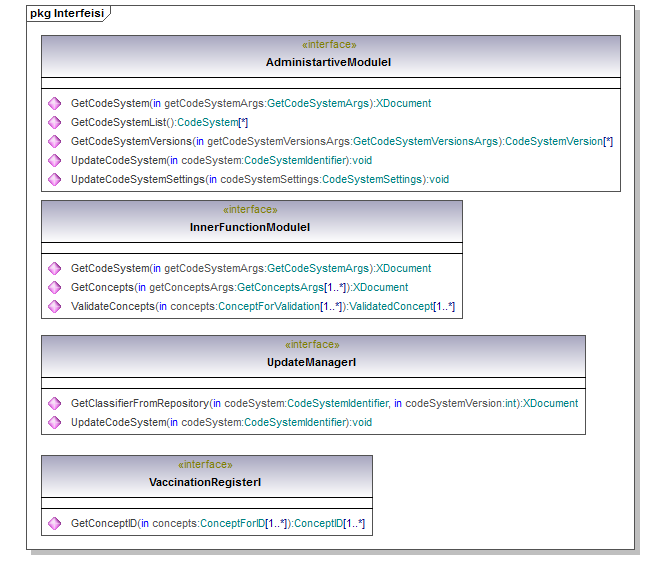 pkg Interfeisi
«interface»
AdministartiveModuleI
GetCodeSystem(in getCodeSystemArgs:GetCodeSystemArgs):XDocument
GetCodeSystemList():CodeSystem[*]
GetCodeSystemVersions(in getCodeSystemVersionsArgs:GetCodeSystemVersionsArgs):CodeSystemVersion[*]
UpdateCodeSystem(in codeSystem:CodeSystemIdentifier):void
UpdateCodeSystemSettings(in codeSystemSettings:CodeSystemSettings):void
«interface»
InnerFunctionModuleI
GetCodeSystem(in getCodeSystemArgs:GetCodeSystemArgs):XDocument
GetConcepts(in getConceptsArgs:GetConceptsArgs[1..*]):XDocument
ValidateConcepts(in concepts:ConceptForValidation[1..*]):ValidatedConcept[1..*]
«interface»
UpdateManagerI
GetClassifierFromRepository(in codeSystem:CodeSystemIdentifier, in codeSystemVersion:int):XDocument
UpdateCodeSystem(in codeSystem:CodeSystemIdentifier):void
«interface»
VaccinationRegisterI
GetConceptID(in concepts:ConceptForID[1..*]):ConceptID[1..*]